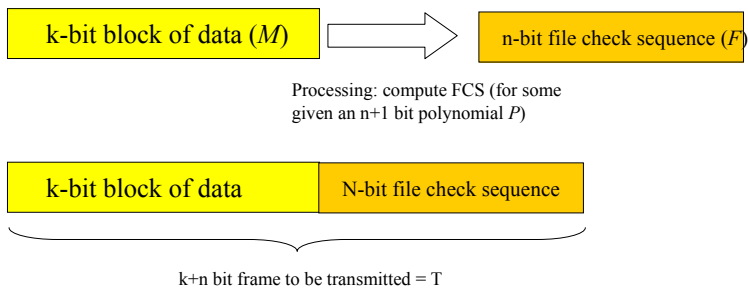 k-bit block of data (M)
n-bit file check sequence (F)
Processing: compute FCS (for some
given an n+1 bit polynomial P)
k-bit block of data
N-bit file check sequence
k+n bit frame to be transmitted = T